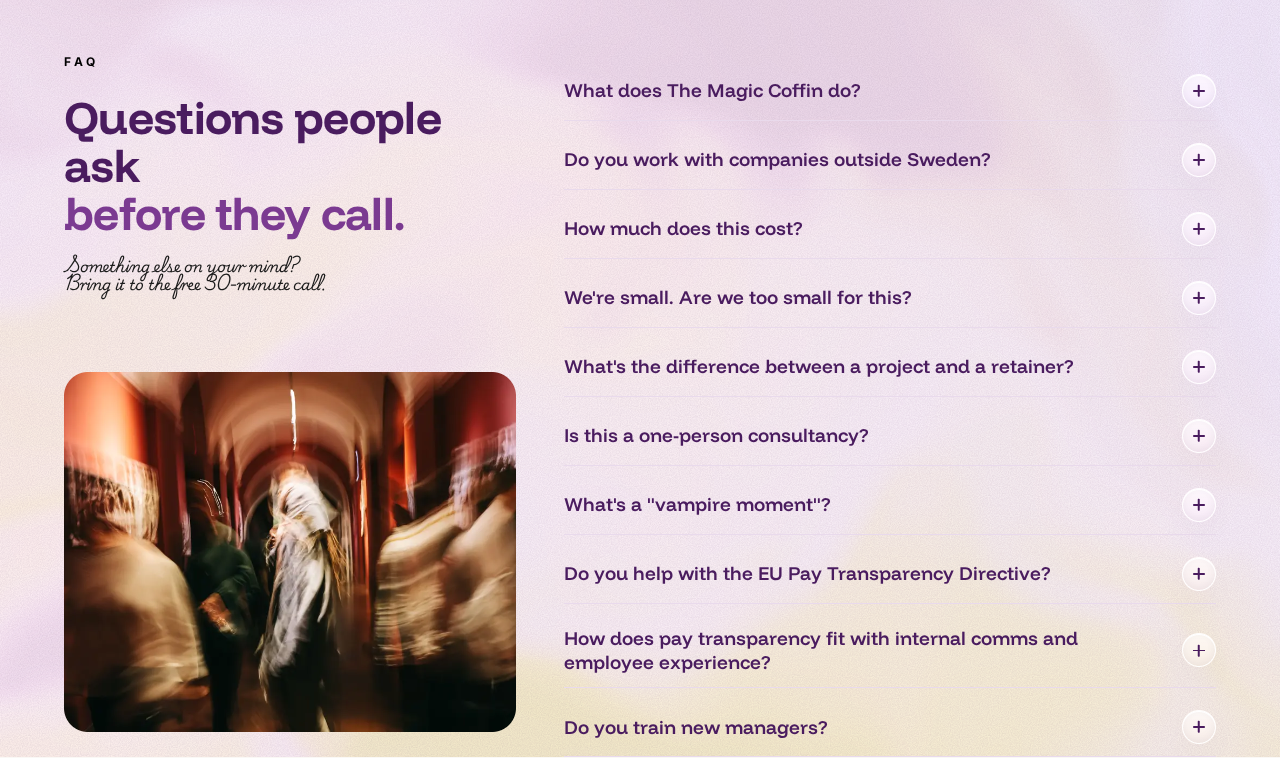 FAQ
Questions people
ask
before they call.
Something else on your mind?
Bring it to the free 30-minute call.
What does The Magic Coffin do?
Do you work with companies outside Sweden?
How much does this cost?
We're small. Are we too small for this?
What's the difference between a project and a retainer?
Is this a one-person consultancy?
What's a "vampire moment"?
Do you help with the EU Pay Transparency Directive?
How does pay transparency fit with internal comms and
employee experience?
Do you train new managers?